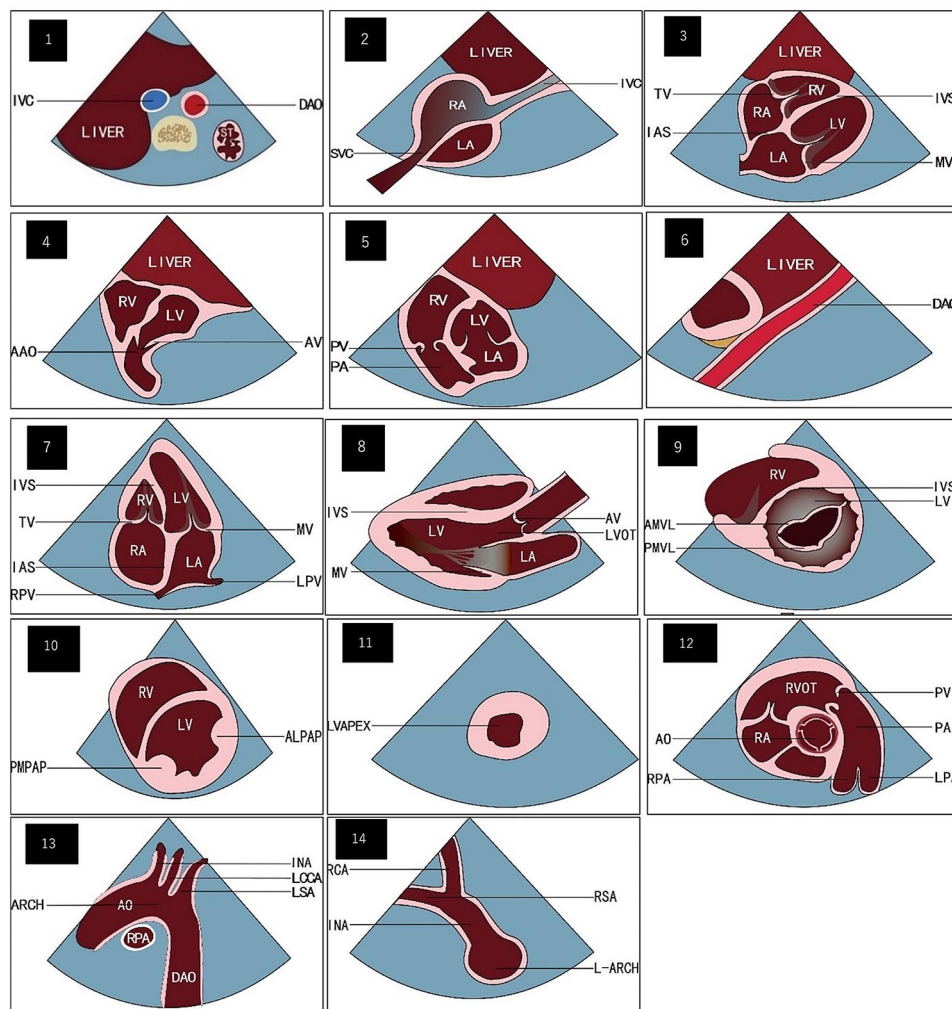 1
IVC
DAO
LIVER
ST
2
LIVER
IVC
RA
LA
SVC
3
LIVER
TV
RV
IVS
RA
LV
IAS
LA
MV
4
LIVER
RV
LV
AAO
AV
5
LIVER
RV
LV
PV
LA
PA
6
LIVER
DAO
7
IVS
RV
LV
TV
MV
RA
LA
IAS
LPV
RPV
8
IVS
AV
LV
LVOT
LA
MV
9
RV
IVS
LV
AMVL
PMVL
10
RV
LV
ALPAP
PMPAP
11
LVAPEX
12
RVOT
PV
PA
AO
RA
RPA
LPA
13
INA
LCCA
LSA
ARCH
AO
RPA
DAO
14
RCA
RSA
INA
L-ARCH